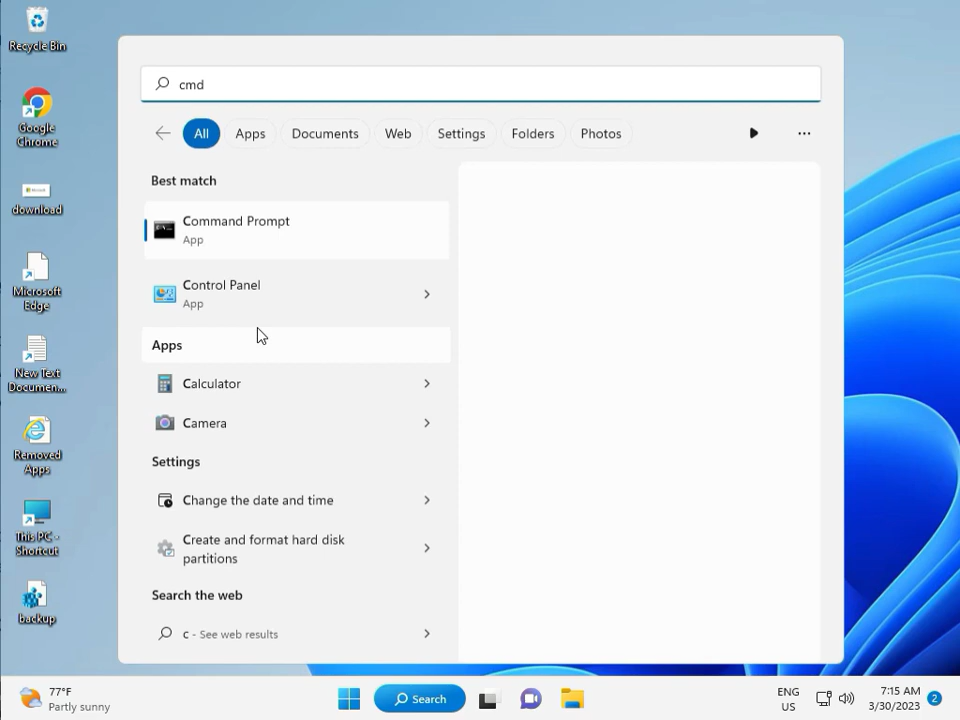 Recycle Bin
Google
Chrome
download
Microsoft
Edge
New Text
Documen...
Removed
Apps
This PC -
Shortcut
backup
cmd
All
Apps
Documents
Web
Settings
Folders
Photos
Best match
Command Prompt
App
Control Panel
App
Apps
Calculator
Camera
Settings
Change the date and time
Create and format hard disk
partitions
Search the web
c - See web results
77°F
Partly sunny
Search
ENG
US
7:15 AM
3/30/2023
2